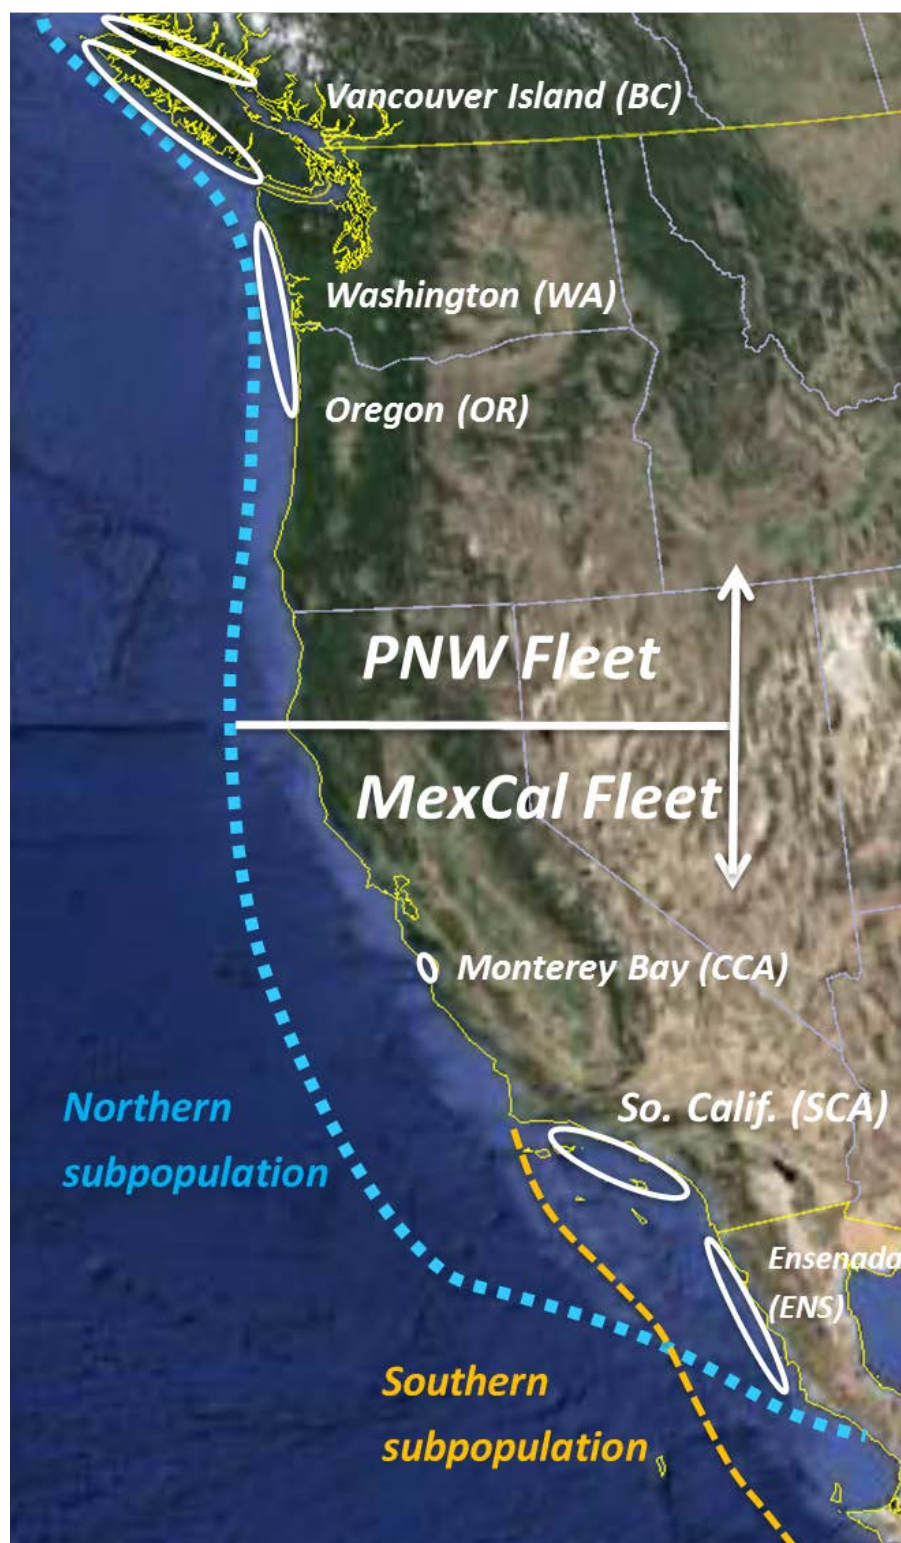 Vancouver Island (BC)
Washington (WA)
Oregon (OR)
PNW Fleet
MexCal Fleet
Monterey Bay (CCA)
Northern
subpopulation
So. Calif. (SCA)
Ensenada
(ENS)
Southern
subpopulation